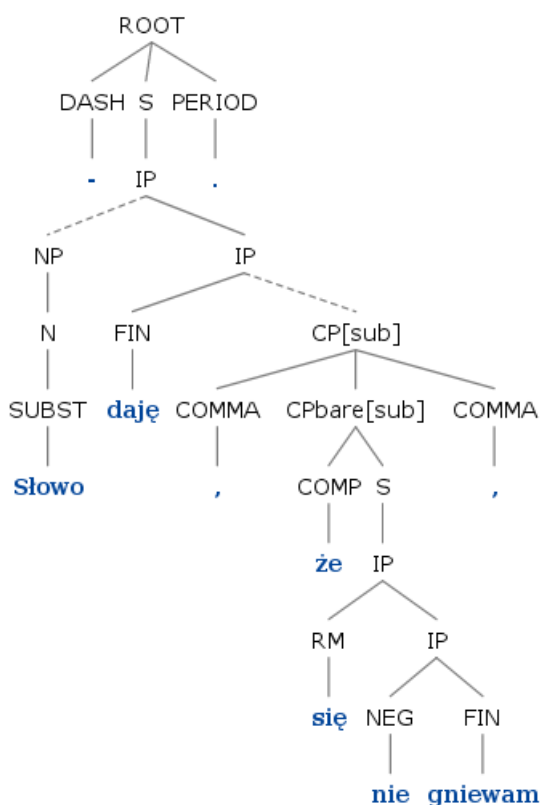 ROOT
DASH S PERIOD
- IP .
NP IP
N FIN CP[sub]
SUBST daję COMMA CPbare[sub] COMMA
Słowo , COMP S ,
że IP
RM IP
się NEG FIN
nie gniewam